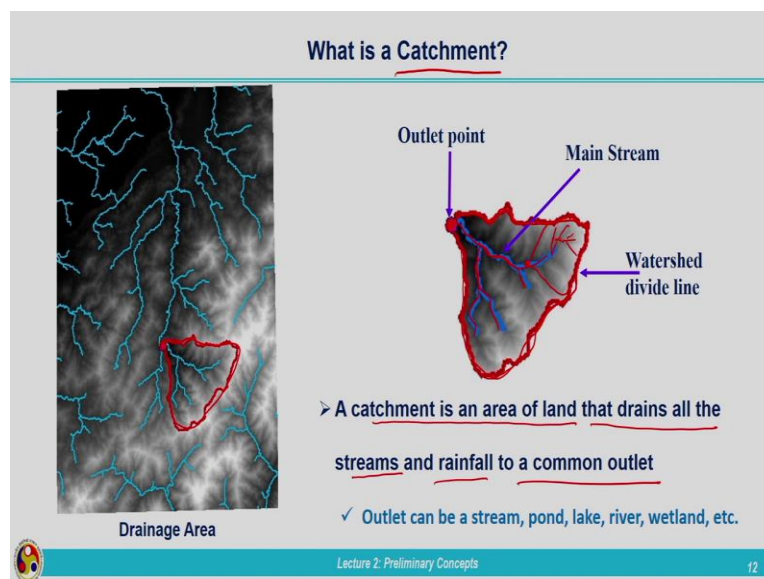 What is a Catchment?
Outlet point
Main Stream
Watershed
divide line
➢ A catchment is an area of land that drains all the
streams and rainfall to a common outlet
✓ Outlet can be a stream, pond, lake, river, wetland, etc.
Drainage Area
Lecture 2: Preliminary Concepts
12